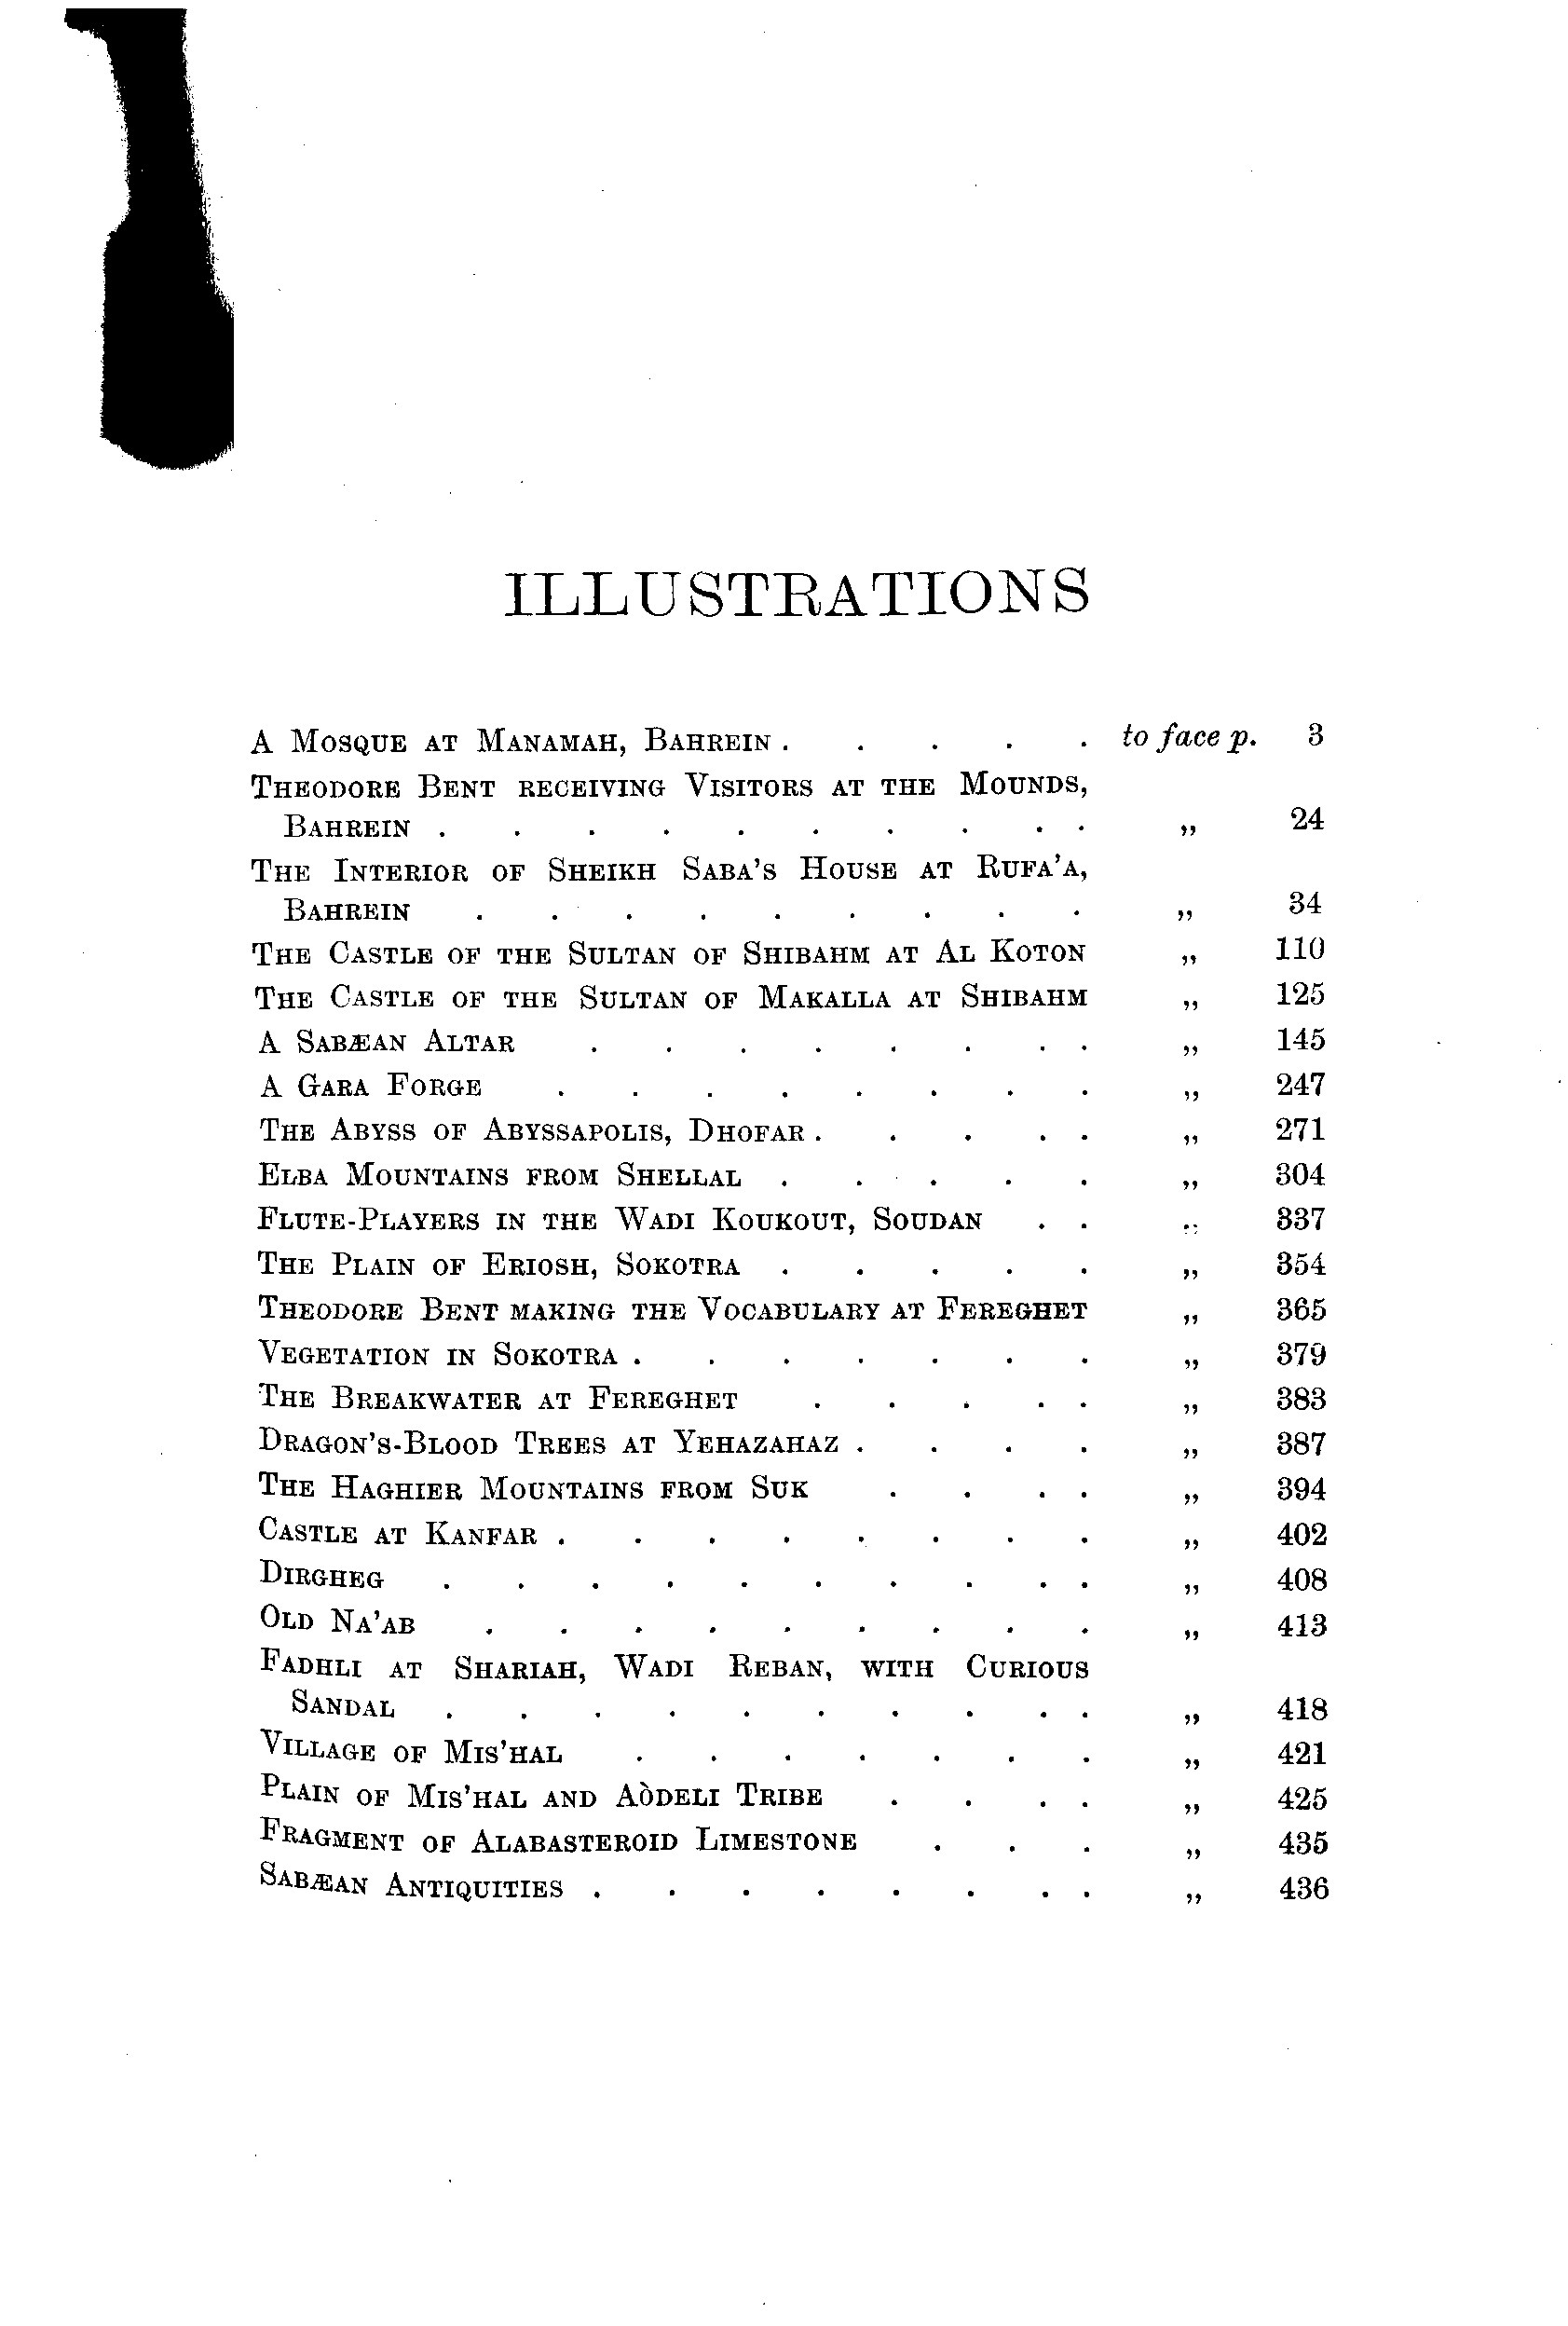 ILLUSTRATIONS
A Mosque at Manamah, Bahrein . . . . . to face p. 3
Theodore Bent receiving Visitors at the Mounds,
Bahrein . . . . . . . . . . „ 24
The Interior of Sheikh Saba's House at Rufa'a,
Bahrein . . . . . . . . . „ 34
The Castle of the Sultan of Shibahm at Al Koton „ 110
The Castle of the Sultan of Makalla at Shibahm „ 125
A Sabæan Altar . . . . . . . . „ 145
A Gara Forge . . . . . . . . „ 247
The Abyss of Abyssapolis, Dhofar . . . . . „ 271
Elba Mountains from Shellal . . . . . „ 304
Flute-Players in the Wadi Koukout, Soudan . . „ 337
The Plain of Eriosh, Sokotra . . . . . „ 354
Theodore Bent making the Vocabulary at Fereghet „ 365
Vegetation in Sokotra . . . . . . . „ 379
The Breakwater at Fereghet . . . . . „ 383
Dragon's-Blood Trees at Yehazahaz . . . . „ 387
The Haghier Mountains from Suk . . . . „ 394
Castle at Kanfar . . . . . . . . „ 402
Dirgheg . . . . . . . . . . „ 408
Old Na'ab . . . . . . . . . „ 413
Fadhli at Shariah, Wadi Reban, with Curious
Sandal . . . . . . . . . . „ 418
Village of Mis'hal . . . . . . . „ 421
Plain of Mis'hal and Aòdeli Tribe . . . . „ 425
Fragment of Alabasteroid Limestone . . . „ 435
Sabæan Antiquities . . . . . . . . „ 436